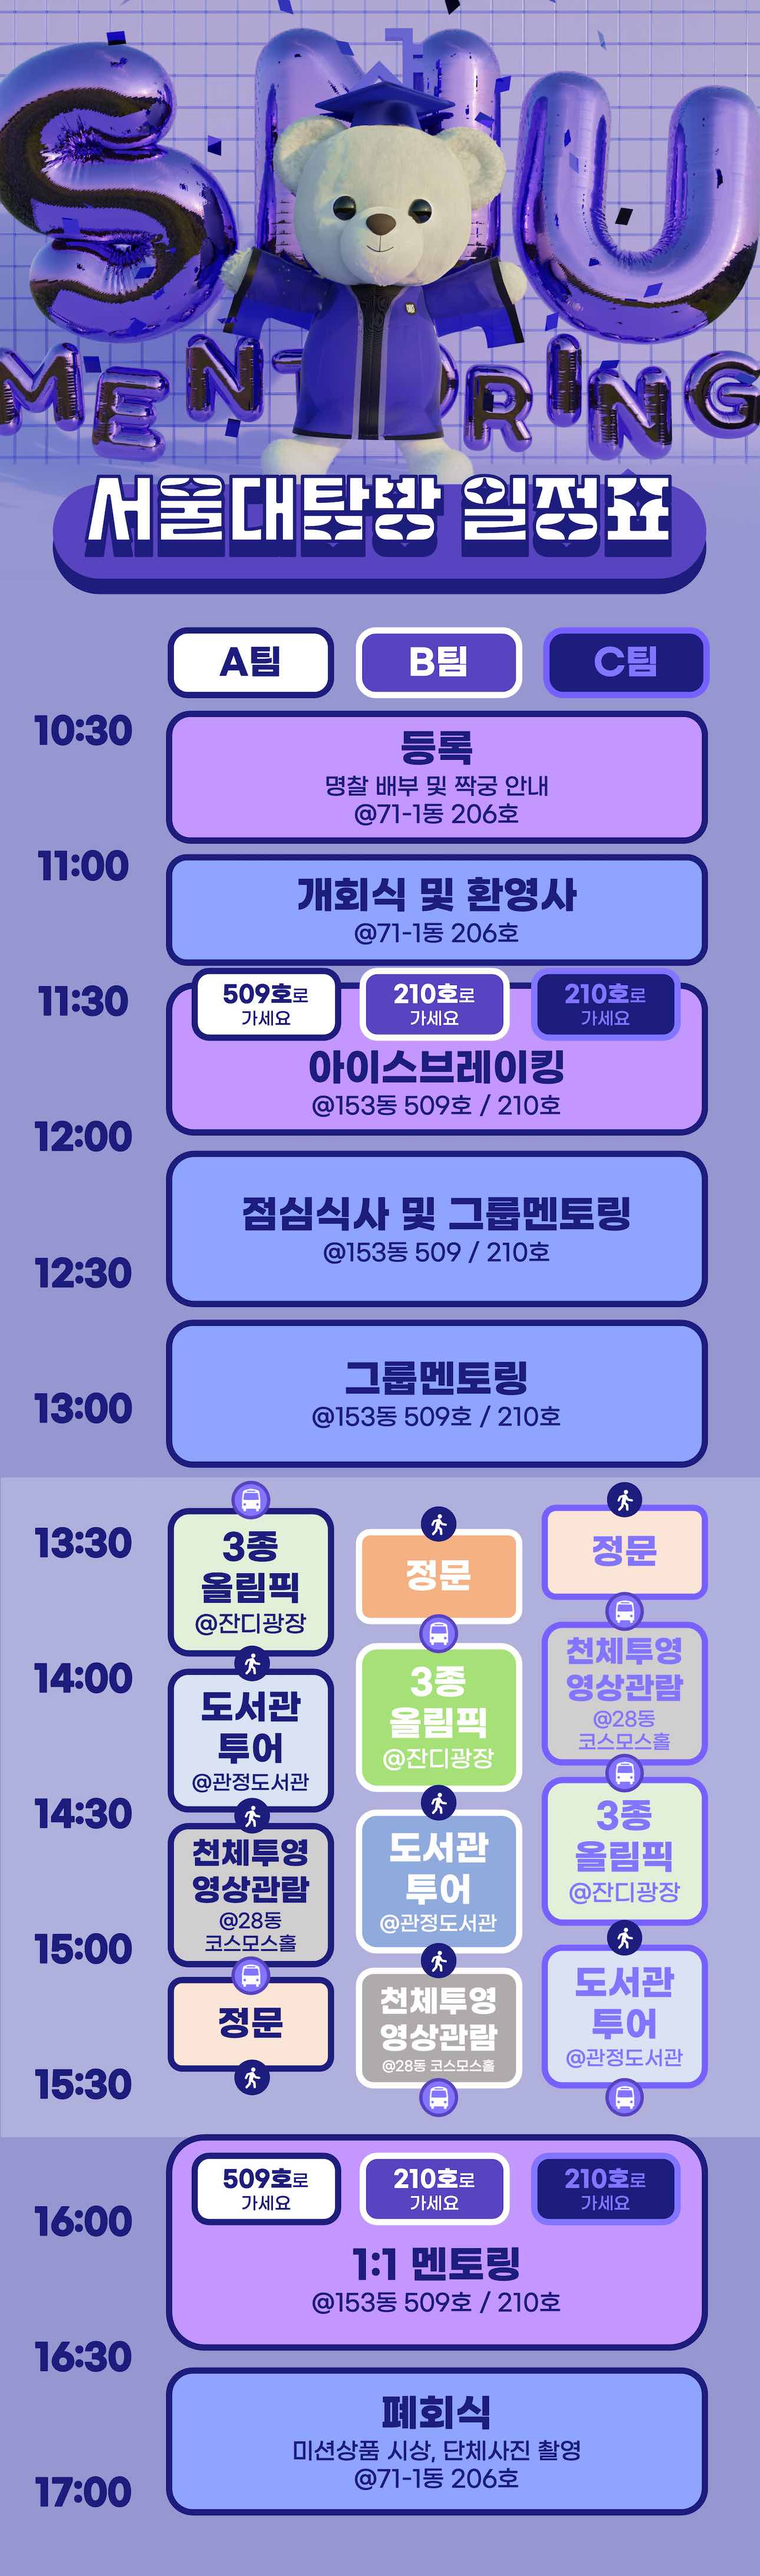 SNU
MENTORING
서울대탐방 일정표
A팀
B팀
C팀
10:30
등록
명찰 배부 및 짝궁 안내
@71-1동 206호
11:00
개회식 및 환영사
@71-1동 206호
11:30
509호로
가세요
210호로
가세요
210호로
가세요
아이스브레이킹
@153동 509호 / 210호
12:00
점심식사 및 그룹멘토링
@153동 509 / 210호
12:30
그룹멘토링
@153동 509호 / 210호
13:00
13:30
3종
올림픽
@잔디광장
정문
정문
14:00
도서관
투어
@관정도서관
3종
올림픽
@잔디광장
천체투영
영상관람
@28동
코스모스홀
14:30
천체투영
영상관람
@28동
코스모스홀
도서관
투어
@관정도서관
3종
올림픽
@잔디광장
15:00
정문
천체투영
영상관람
@28동 코스모스홀
도서관
투어
@관정도서관
15:30
509호로
가세요
210호로
가세요
210호로
가세요
16:00
1:1 멘토링
@153동 509호 / 210호
16:30
폐회식
미션상품 시상, 단체사진 촬영
@71-1동 206호
17:00